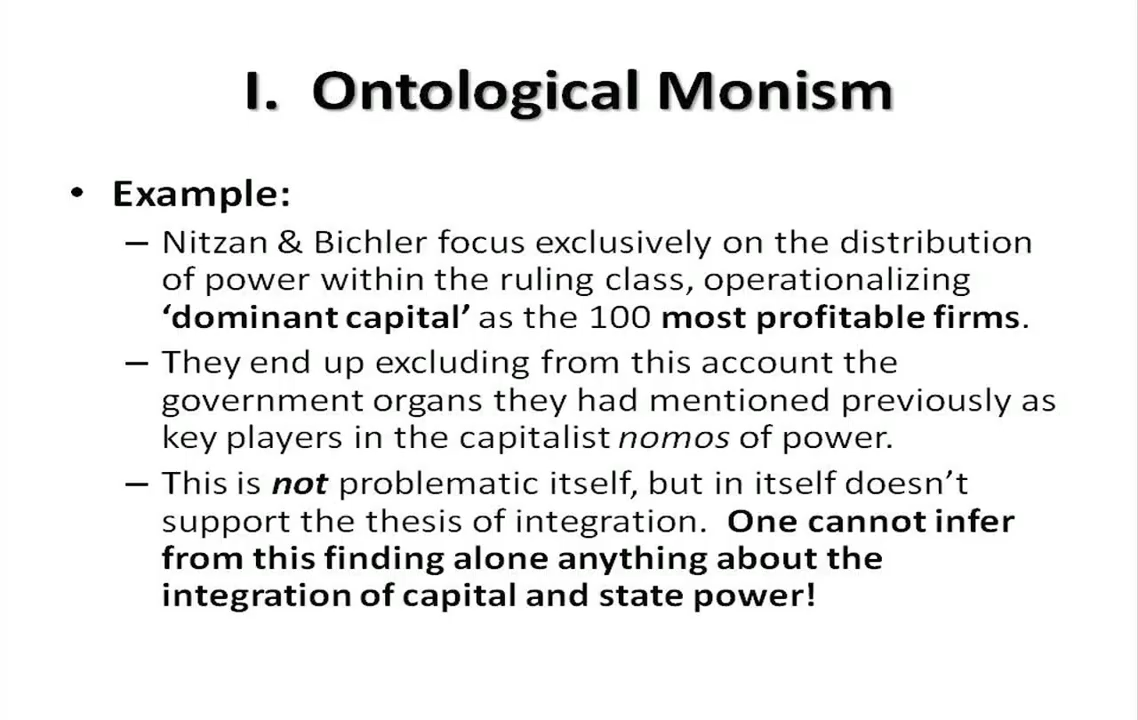 I. Ontological Monism
• Example:
– Nitzan & Bichler focus exclusively on the distribution
of power within the ruling class, operationalizing
‘dominant capital’ as the 100 most profitable firms.
– They end up excluding from this account the
government organs they had mentioned previously as
key players in the capitalist nomos of power.
– This is not problematic itself, but in itself doesn’t
support the thesis of integration. One cannot infer
from this finding alone anything about the
integration of capital and state power!